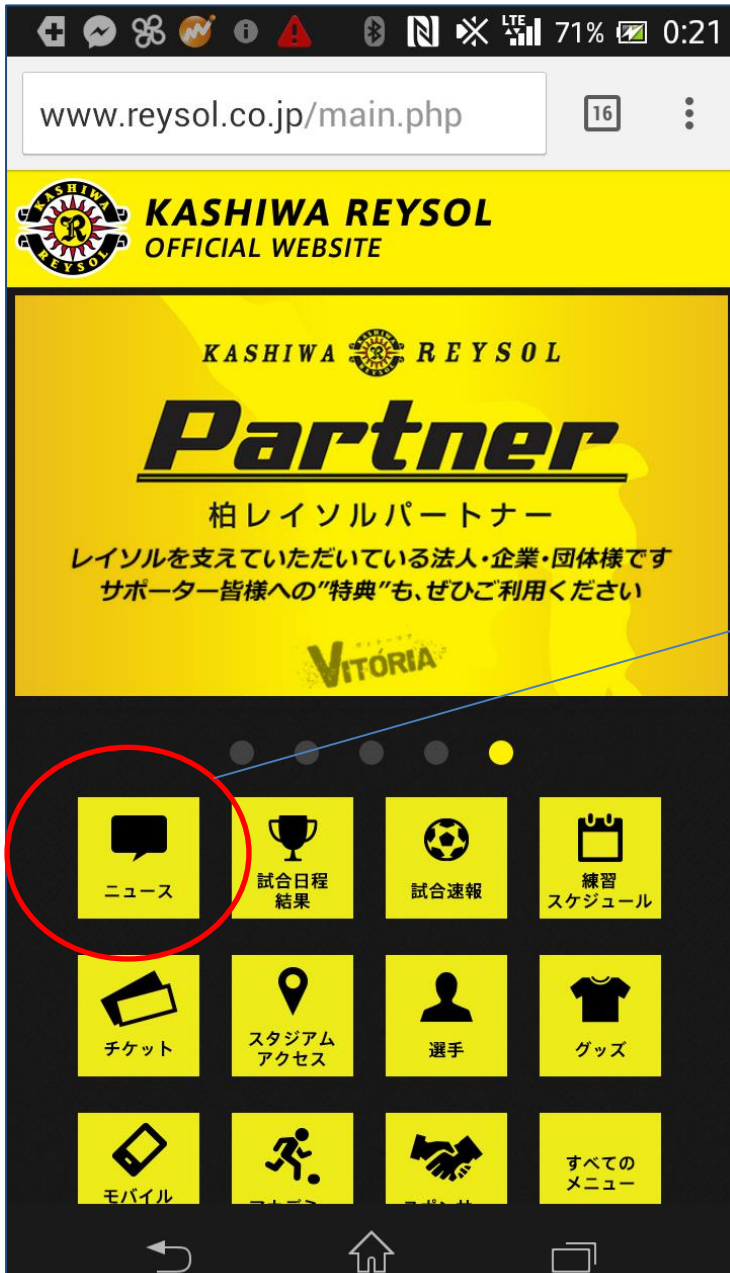 71% 0:21
www.reysol.co.jp/main.php
16
KASHIWA
R
REYSOL
KASHIWA REYSOL
OFFICIAL WEBSITE
KASHIWA REYSOL
Partner
柏レイソルパートナー
レイソルを支えていただいている法人・企業・団体様です
サポーター皆様への"特典"も、ぜひご利用ください
VITÓRIA
ニュース
試合日程
結果
試合速報
練習
スケジュール
チケット
スタジアム
アクセス
選手
グッズ
モバイル
すべての
メニュー